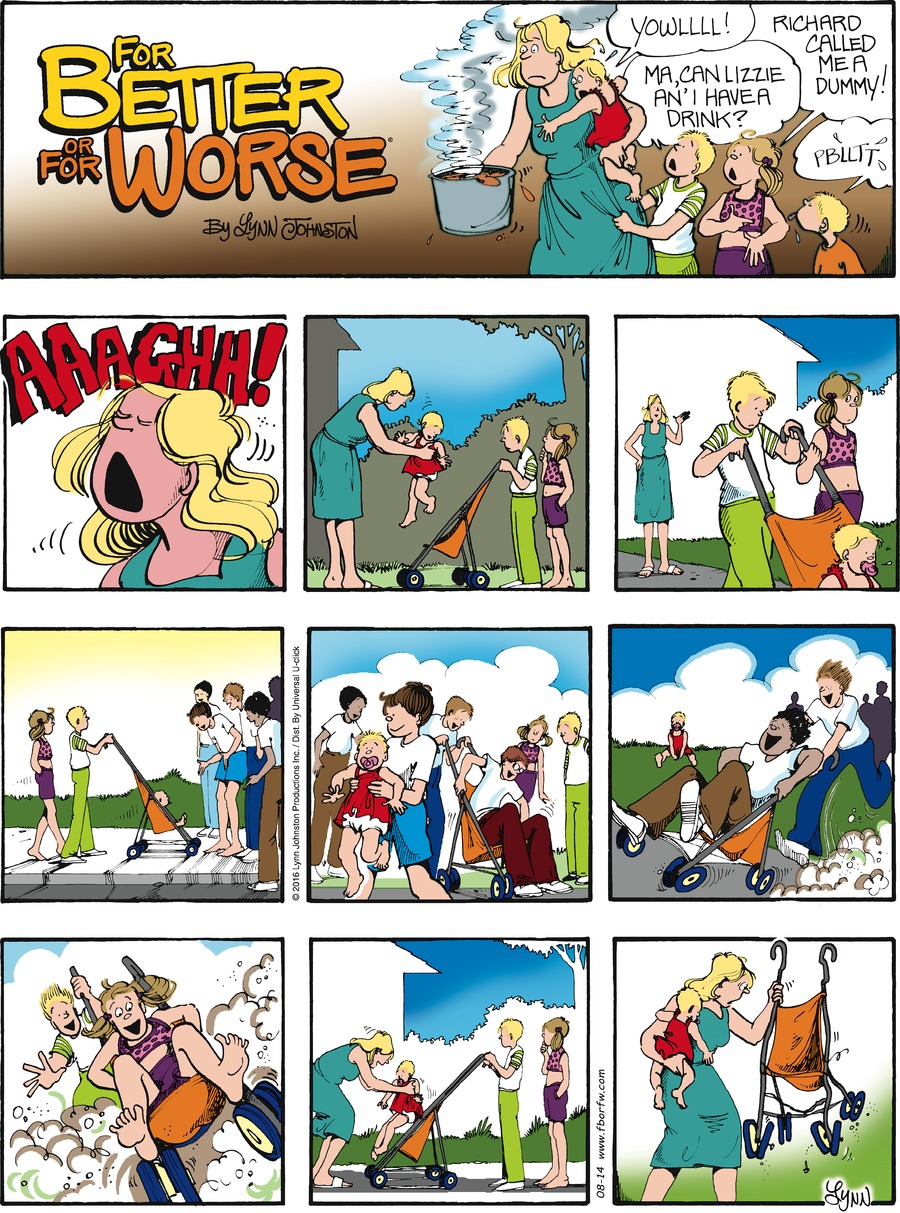 FOR
BETTER
OR
FOR WORSE®
By LYNN JOHNSTON
YOWLLLL!
MA, CAN LIZZIE
AN' I HAVE A
DRINK?
RICHARD
CALLED
ME A
DUMMY!
PBLLTT
AAAGHH!
© 2016 Lynn Johnston Productions Inc. / Dist. By Universal U-click
08-14 www.fborfw.com
LYNN